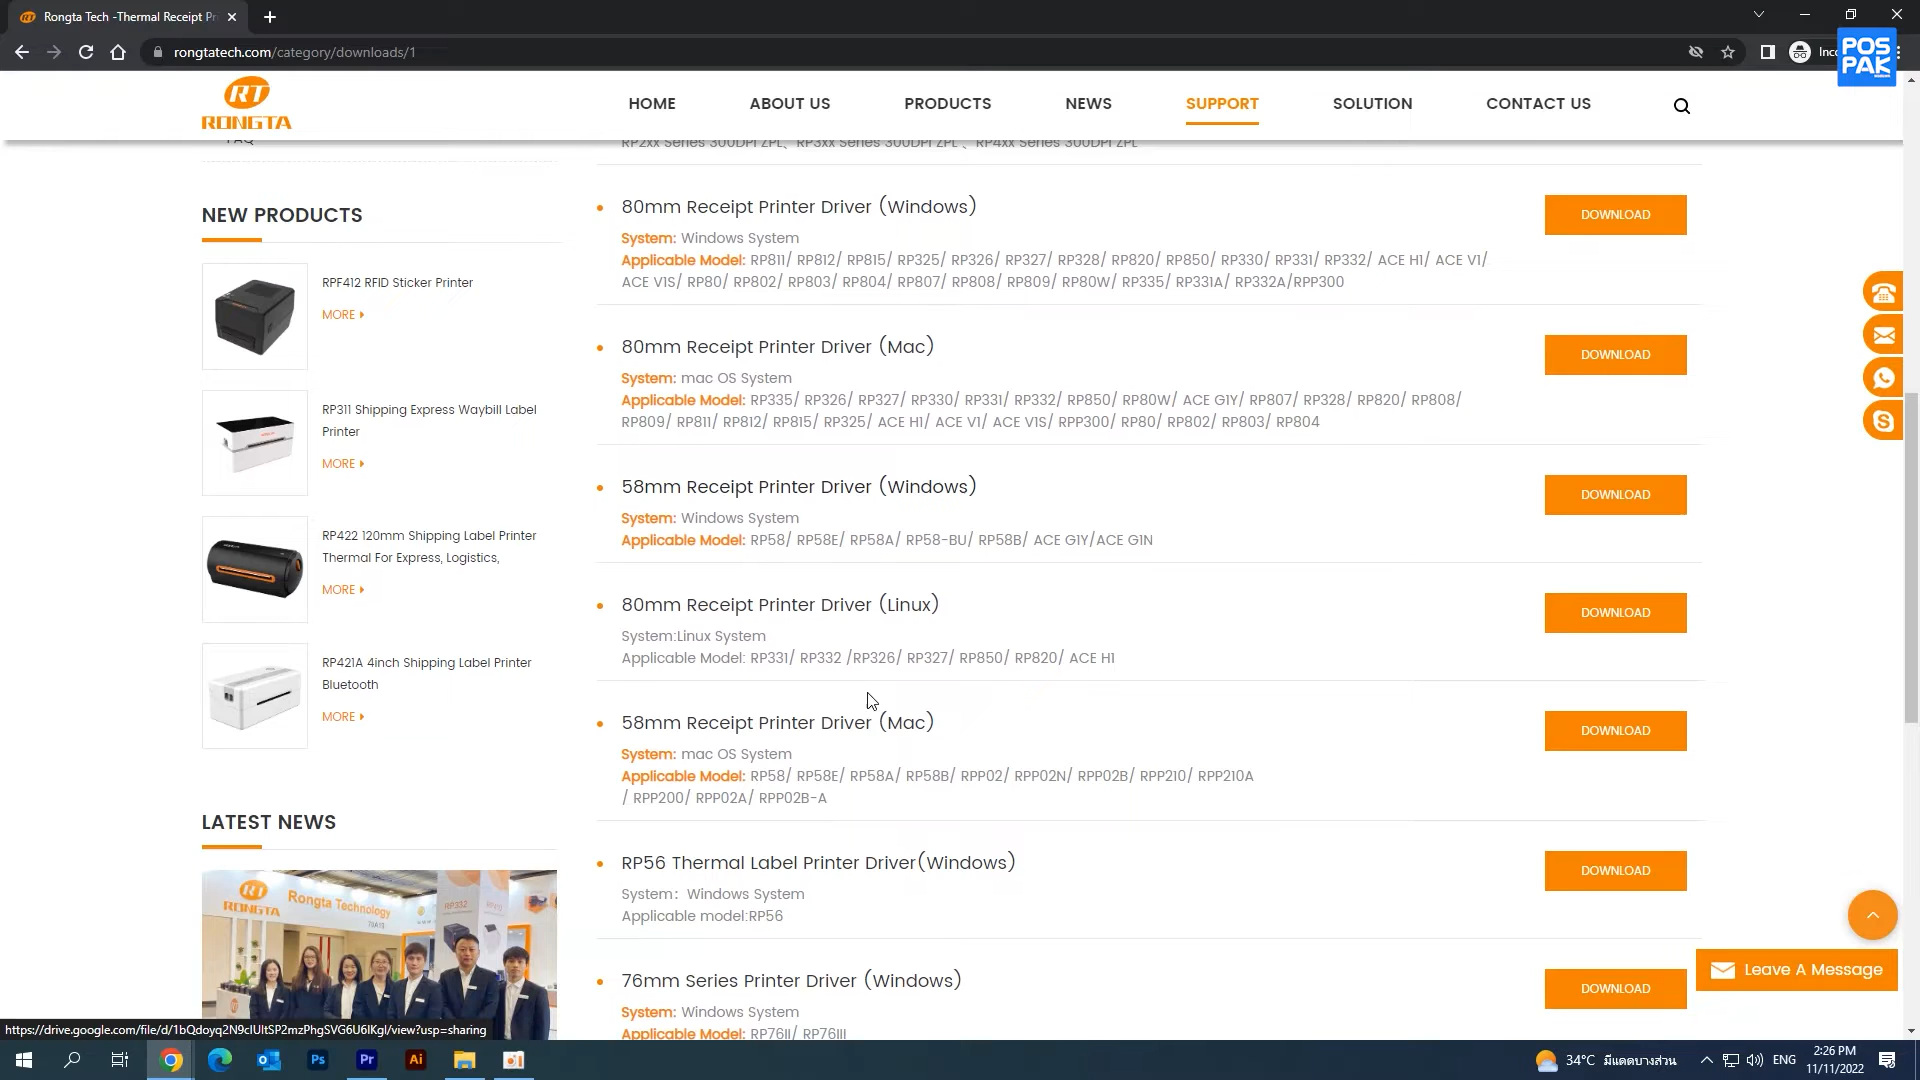 Rongta Tech -Thermal Receipt Pr
rongtatech.com/category/downloads/1
POS
PAK
RT
RONGTA
HOME
ABOUT US
PRODUCTS
NEWS
SUPPORT
SOLUTION
CONTACT US
FAQ
NEW PRODUCTS
RPF412 RFID Sticker Printer
MORE
RP311 Shipping Express Waybill Label
Printer
MORE
RP422 120mm Shipping Label Printer
Thermal For Express, Logistics,
MORE
RP421A 4inch Shipping Label Printer
Bluetooth
MORE
LATEST NEWS
RT
RONGTA
Rongta Technology
RP332
RP2xx Series 300DPI ZPL、RP3xx Series 300DPI ZPL 、RP4xx Series 300DPI ZPL
80mm Receipt Printer Driver (Windows)
DOWNLOAD
System: Windows System
Applicable Model: RP811/ RP812/ RP815/ RP325/ RP326/ RP327/ RP328/ RP820/ RP850/ RP330/ RP331/ RP332/ ACE H1/ ACE V1/
ACE V1S/ RP80/ RP802/ RP803/ RP804/ RP807/ RP808/ RP809/ RP80W/ RP335/ RP331A/ RP332A/RPP300
80mm Receipt Printer Driver (Mac)
DOWNLOAD
System: mac OS System
Applicable Model: RP335/ RP326/ RP327/ RP330/ RP331/ RP332/ RP850/ RP80W/ ACE G1Y/ RP807/ RP328/ RP820/ RP808/
RP809/ RP811/ RP812/ RP815/ RP325/ ACE H1/ ACE V1/ ACE V1S/ RPP300/ RP80/ RP802/ RP803/ RP804
58mm Receipt Printer Driver (Windows)
DOWNLOAD
System: Windows System
Applicable Model: RP58/ RP58E/ RP58A/ RP58-BU/ RP58B/ ACE G1Y/ACE G1N
80mm Receipt Printer Driver (Linux)
DOWNLOAD
System:Linux System
Applicable Model: RP331/ RP332 /RP326/ RP327/ RP850/ RP820/ ACE H1
58mm Receipt Printer Driver (Mac)
DOWNLOAD
System: mac OS System
Applicable Model: RP58/ RP58E/ RP58A/ RP58B/ RPP02/ RPP02N/ RPP02B/ RPP210/ RPP210A
/ RPP200/ RPP02A/ RPP02B-A
RP56 Thermal Label Printer Driver(Windows)
DOWNLOAD
System：Windows System
Applicable model:RP56
76mm Series Printer Driver (Windows)
DOWNLOAD
System: Windows System
Applicable Model: RP76II/ RP76III
Leave A Message
https://drive.google.com/file/d/1bQdoyq2N9clUltSP2mzPhgSVG6U6lKgl/view?usp=sharing
Ps
Pr
Ai
34°C มีแดดบางส่วน
ENG
2:26 PM
11/11/2022